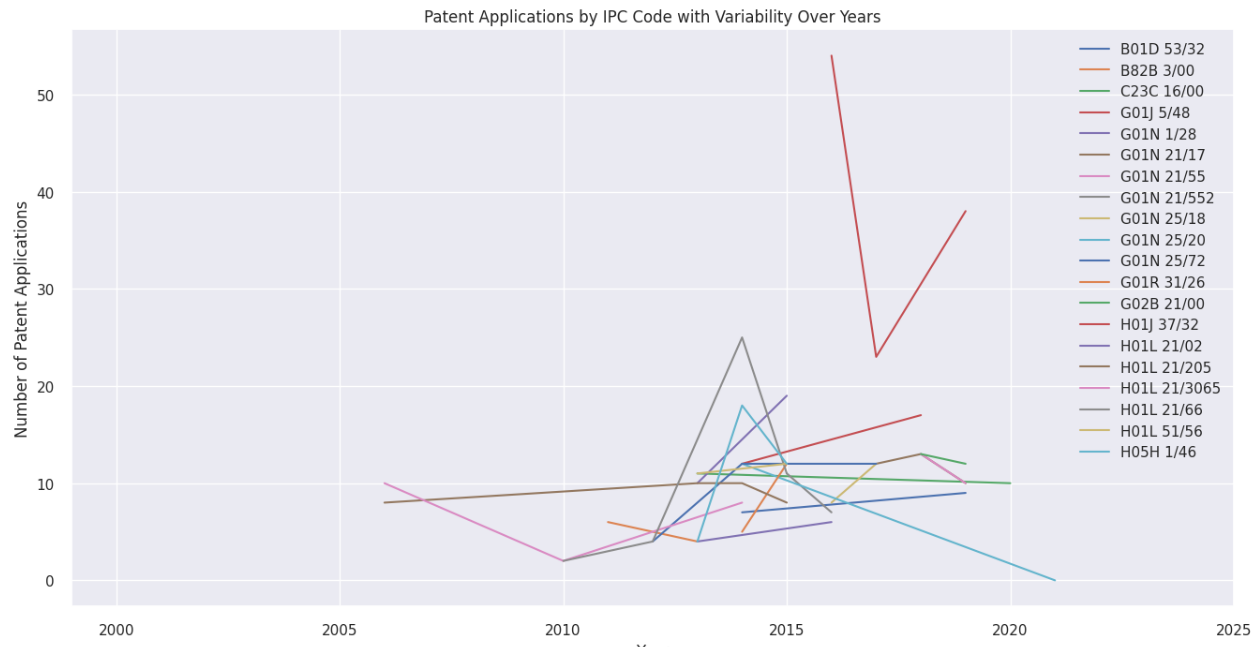 Patent Applications by IPC Code with Variability Over Years
Number of Patent Applications
50
40
30
20
10
0
2000
2005
2010
2015
2020
2025
B01D 53/32
B82B 3/00
C23C 16/00
G01J 5/48
G01N 1/28
G01N 21/17
G01N 21/55
G01N 21/552
G01N 25/18
G01N 25/20
G01N 25/72
G01R 31/26
G02B 21/00
H01J 37/32
H01L 21/02
H01L 21/205
H01L 21/3065
H01L 21/66
H01L 51/56
H05H 1/46